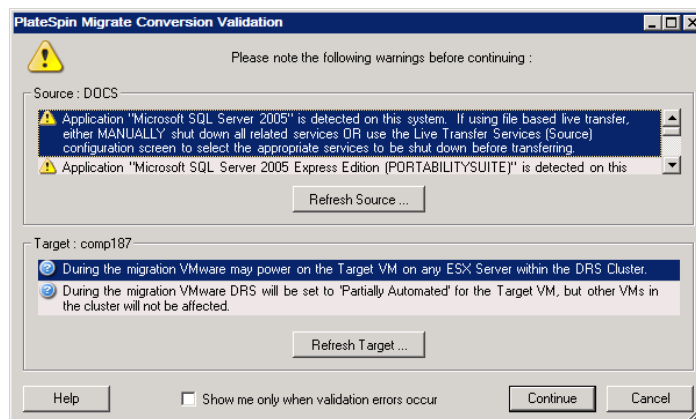 PlateSpin Migrate Conversion Validation
Please note the following warnings before continuing :
Source : DOCS
Application "Microsoft SQL Server 2005" is detected on this system. If using file based live transfer,
either MANUALLY shut down all related services OR use the Live Transfer Services (Source)
configuration screen to select the appropriate services to be shut down before transferring.
Application "Microsoft SQL Server 2005 Express Edition (PORTABILITYSUITE)" is detected on this
Refresh Source ...
Target : comp187
During the migration VMware may power on the Target VM on any ESX Server within the DRS Cluster.
During the migration VMware DRS will be set to 'Partially Automated' for the Target VM, but other VMs in
the cluster will not be affected.
Refresh Target ...
Help
Show me only when validation errors occur
Continue
Cancel